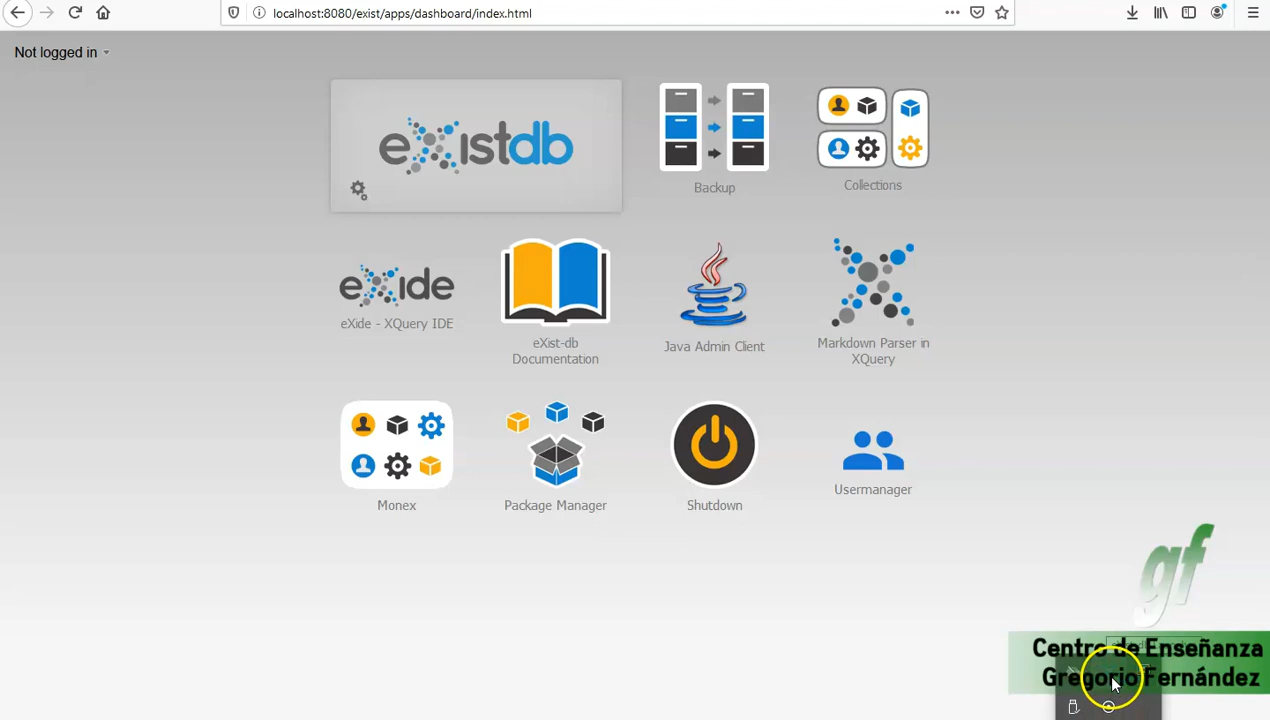 localhost:8080/exist/apps/dashboard/index.html
Not logged in
existdb
Backup
Collections
exide
eXide - XQuery IDE
eXist-db
Documentation
Java Admin Client
Markdown Parser in
XQuery
Monex
Package Manager
Shutdown
Usermanager
gf
Centro de Enseñanza
Gregorio Fernández